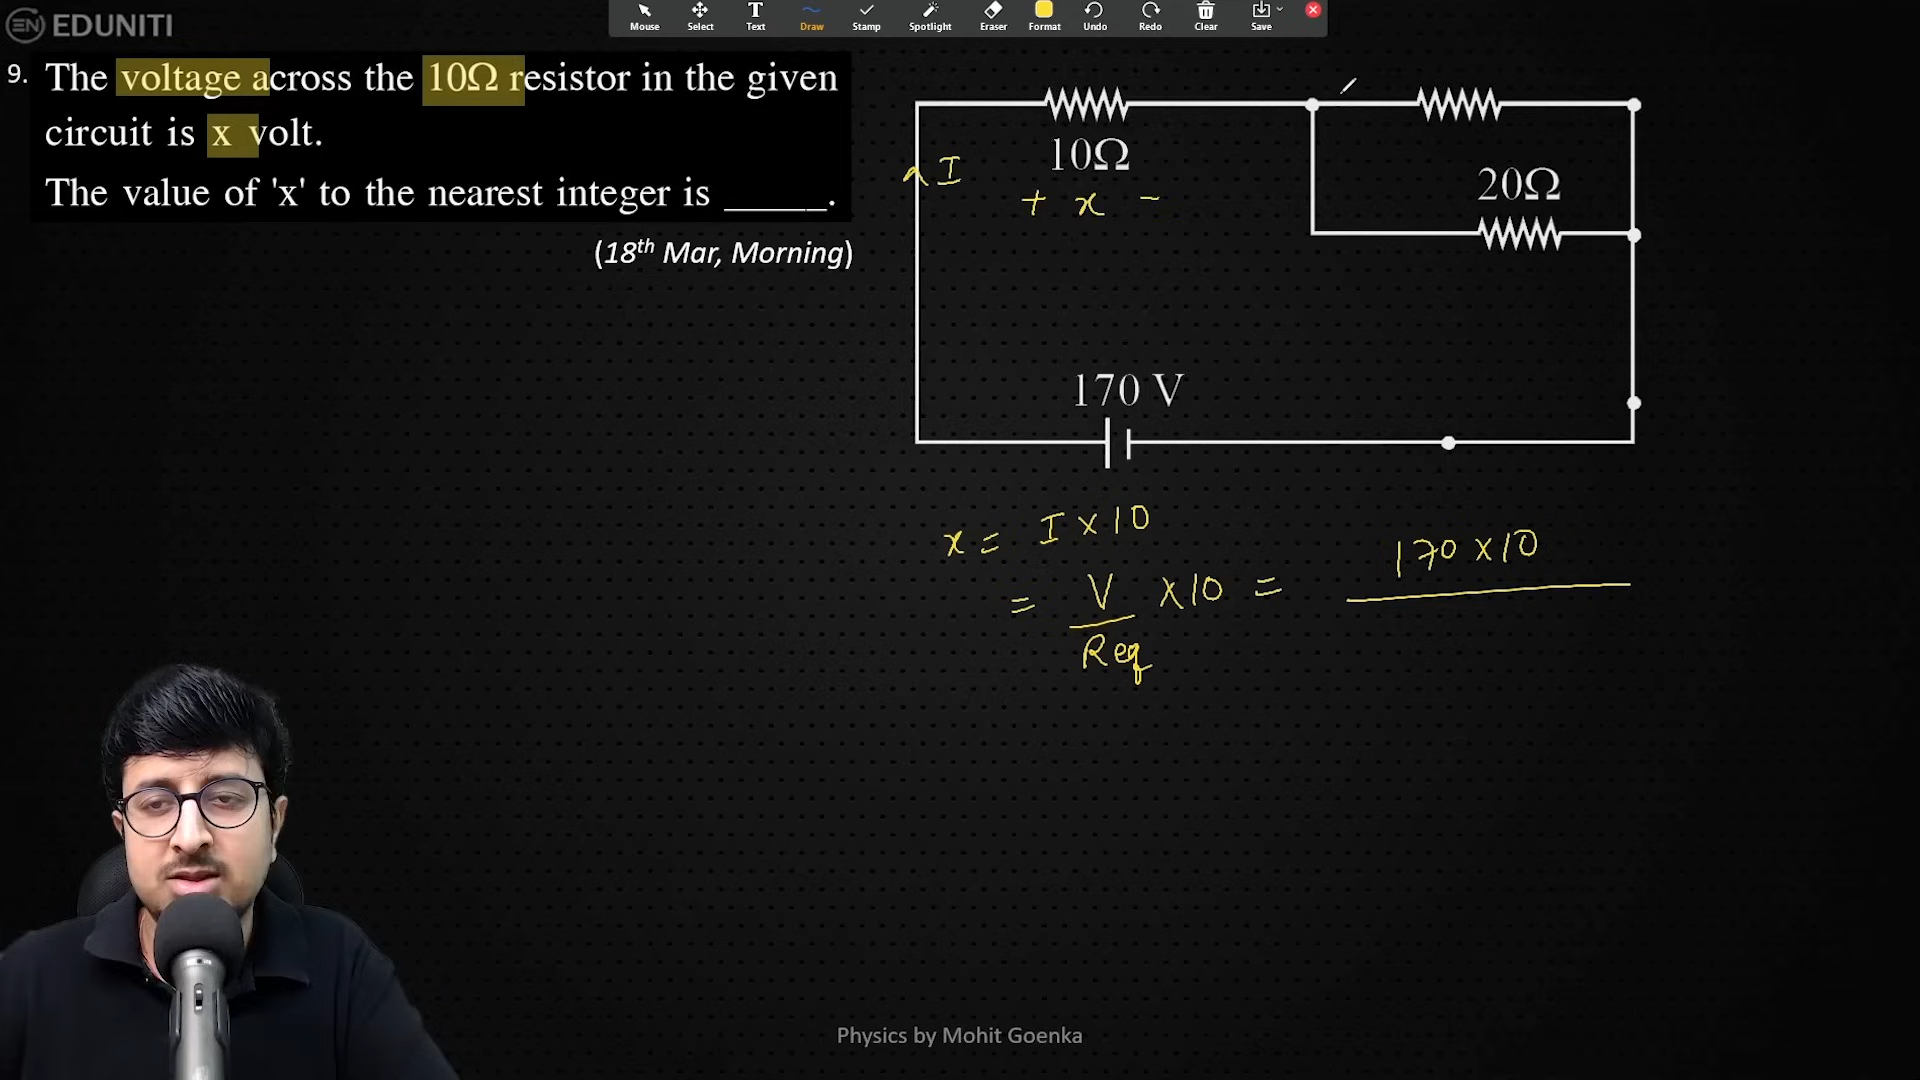 EN EDUNITI
Mouse Select Text Draw Stamp Spotlight Eraser Format Undo Redo Clear Save
9. The voltage across the 10Ω resistor in the given
circuit is x volt.
The value of 'x' to the nearest integer is ______.
(18th Mar, Morning)
10Ω
I
+ x -
20Ω
170 V
x = I × 10
= V/Req × 10 = 170 × 10
Physics by Mohit Goenka